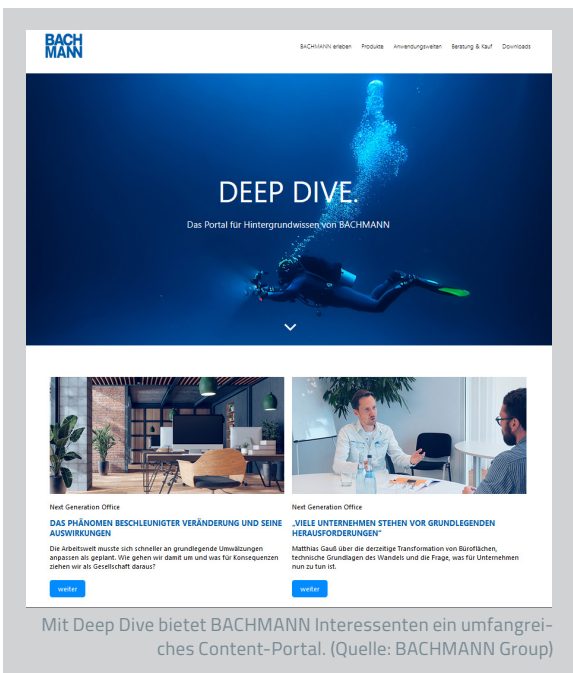 BACH
MANN
BACHMANN erleben Produkte Anwendungswelten Beratung & Kauf Downloads
DEEP DIVE.
Das Portal für Hintergrundwissen von BACHMANN
Next Generation Office
DAS PHÄNOMEN BESCHLEUNIGTER VERÄNDERUNG UND SEINE
AUSWIRKUNGEN
Die Arbeitswelt musste sich schneller an grundlegende Umwälzungen
anpassen als geplant. Wie gehen wir damit um und was für Konsequenzen
ziehen wir als Gesellschaft daraus?
weiter
Next Generation Office
„VIELE UNTERNEHMEN STEHEN VOR GRUNDLEGENDEN
HERAUSFORDERUNGEN“
Matthias Gauß über die derzeitige Transformation von Büroflächen,
technische Grundlagen des Wandels und die Frage, was für Unternehmen
nun zu tun ist.
weiter
Mit Deep Dive bietet BACHMANN Interessenten ein umfangrei-
ches Content-Portal. (Quelle: BACHMANN Group)